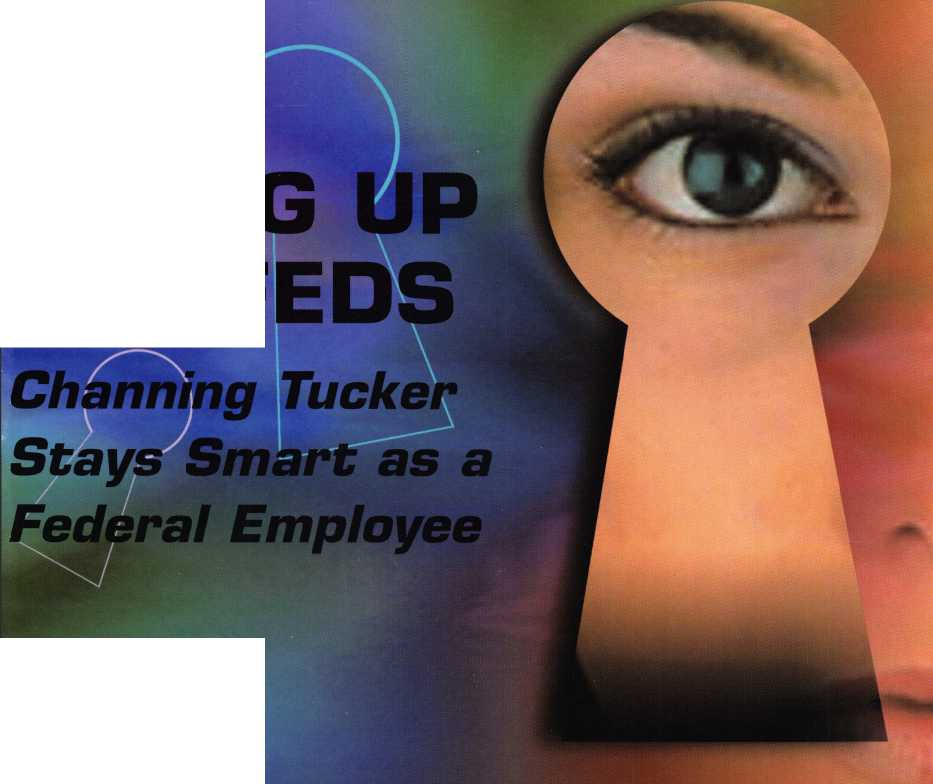 G UP
EDS
Channing Tucker
Stays Smart as a
Federal Employee